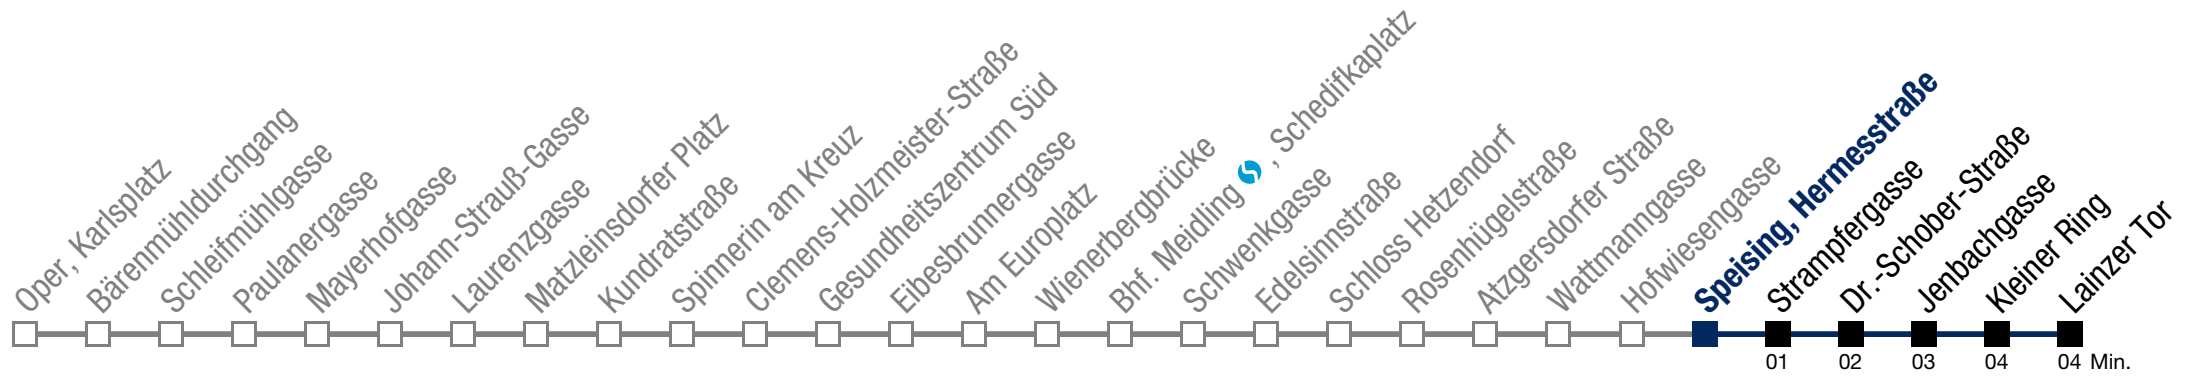 Oper, Karlsplatz
Bärenmühldurchgang
Schleifmühlgasse
Paulanergasse
Mayerhofgasse
Johann-Strauß-Gasse
Laurenzgasse
Matzleinsdorfer Platz
Kundratstraße
Spinnerin am Kreuz
Clemens-Holzmeister-Straße
Gesundheitszentrum Süd
Eibesbrunnergasse
Am Europlatz
Wienerbergbrücke
Bhf. Meidling , Schedifkaplatz
Schwenkgasse
Edelsinnstraße
Schloss Hetzendorf
Rosenhügelstraße
Atzgersdorfer Straße
Wattmanngasse
Hofwiesengasse
Speising, Hermesstraße
Strampfergasse
Dr.-Schober-Straße
Jenbachgasse
Kleiner Ring
Lainzer Tor
01 02 03 04 04 Min.